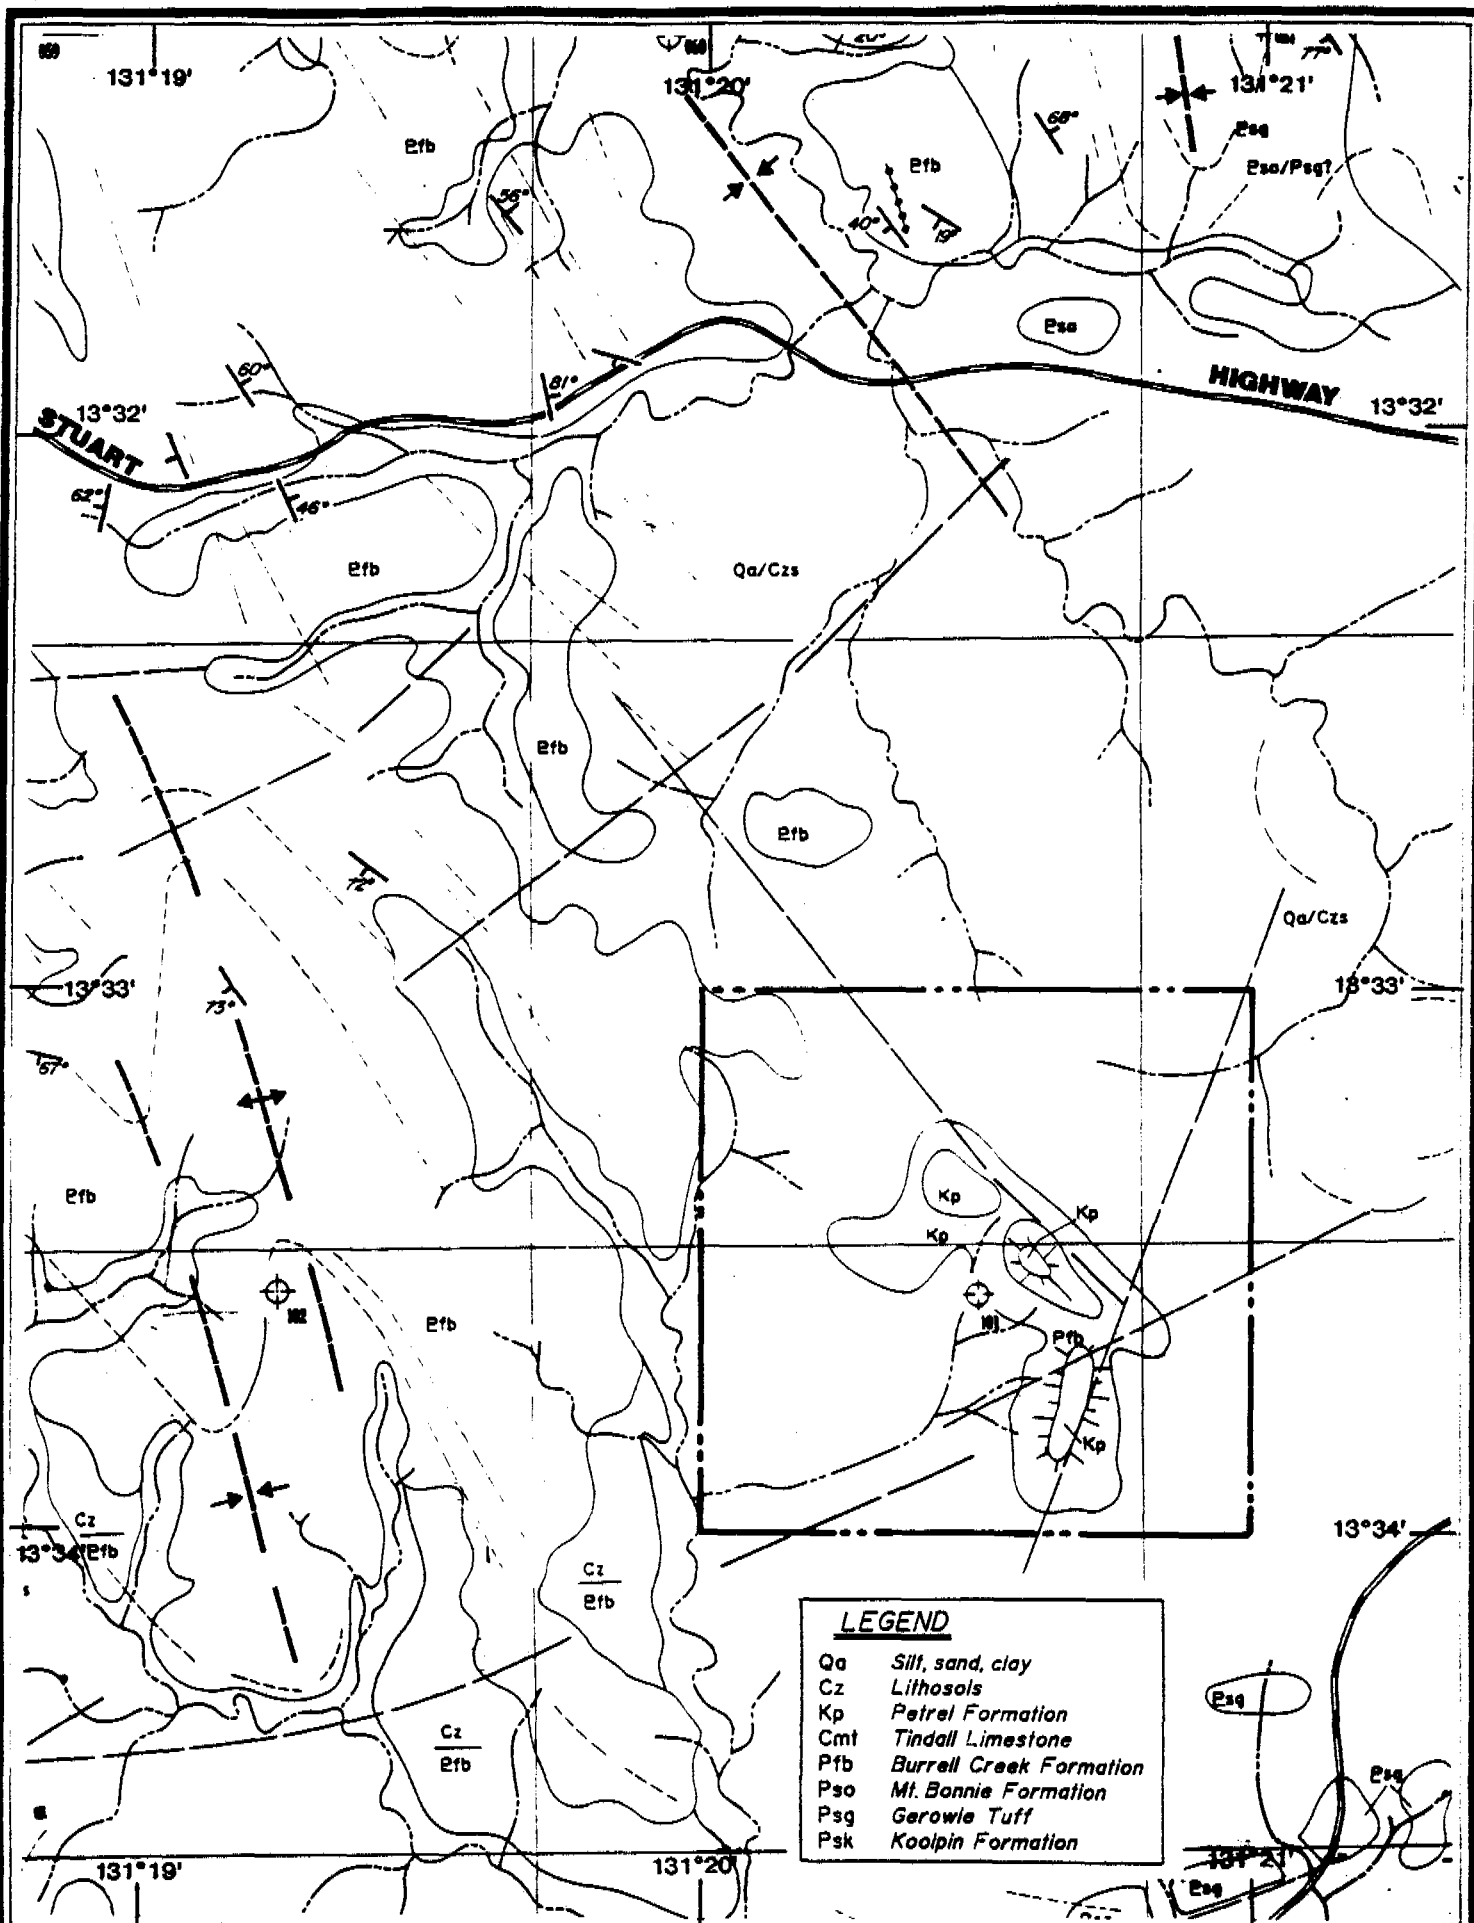 131°19'
131°20'
131°21'
77°
68°
Pfb
Pfb
Psg
Pso/Psg?
56°
40°
19°
Pso
60°
81°
HIGHWAY
13°32'
13°32'
STUART
62°
46°
Pfb
Qa/Czs
Pfb
Pfb
72°
Qa/Czs
13°33'
13°33'
73°
57°
Pfb
Kp
Kp
Kp
102
101
Pfb
Pfb
Kp
Cz
Pfb
13°34'
13°34'
Cz
Pfb
LEGEND
Qa Silt, sand, clay
Cz Lithosols
Kp Petrel Formation
Cmt Tindall Limestone
Pfb Burrell Creek Formation
Pso Mt. Bonnie Formation
Psg Gerowie Tuff
Psk Koolpin Formation
Psg
Cz
Pfb
Psg
131°19'
131°20'
131°21'
Psg